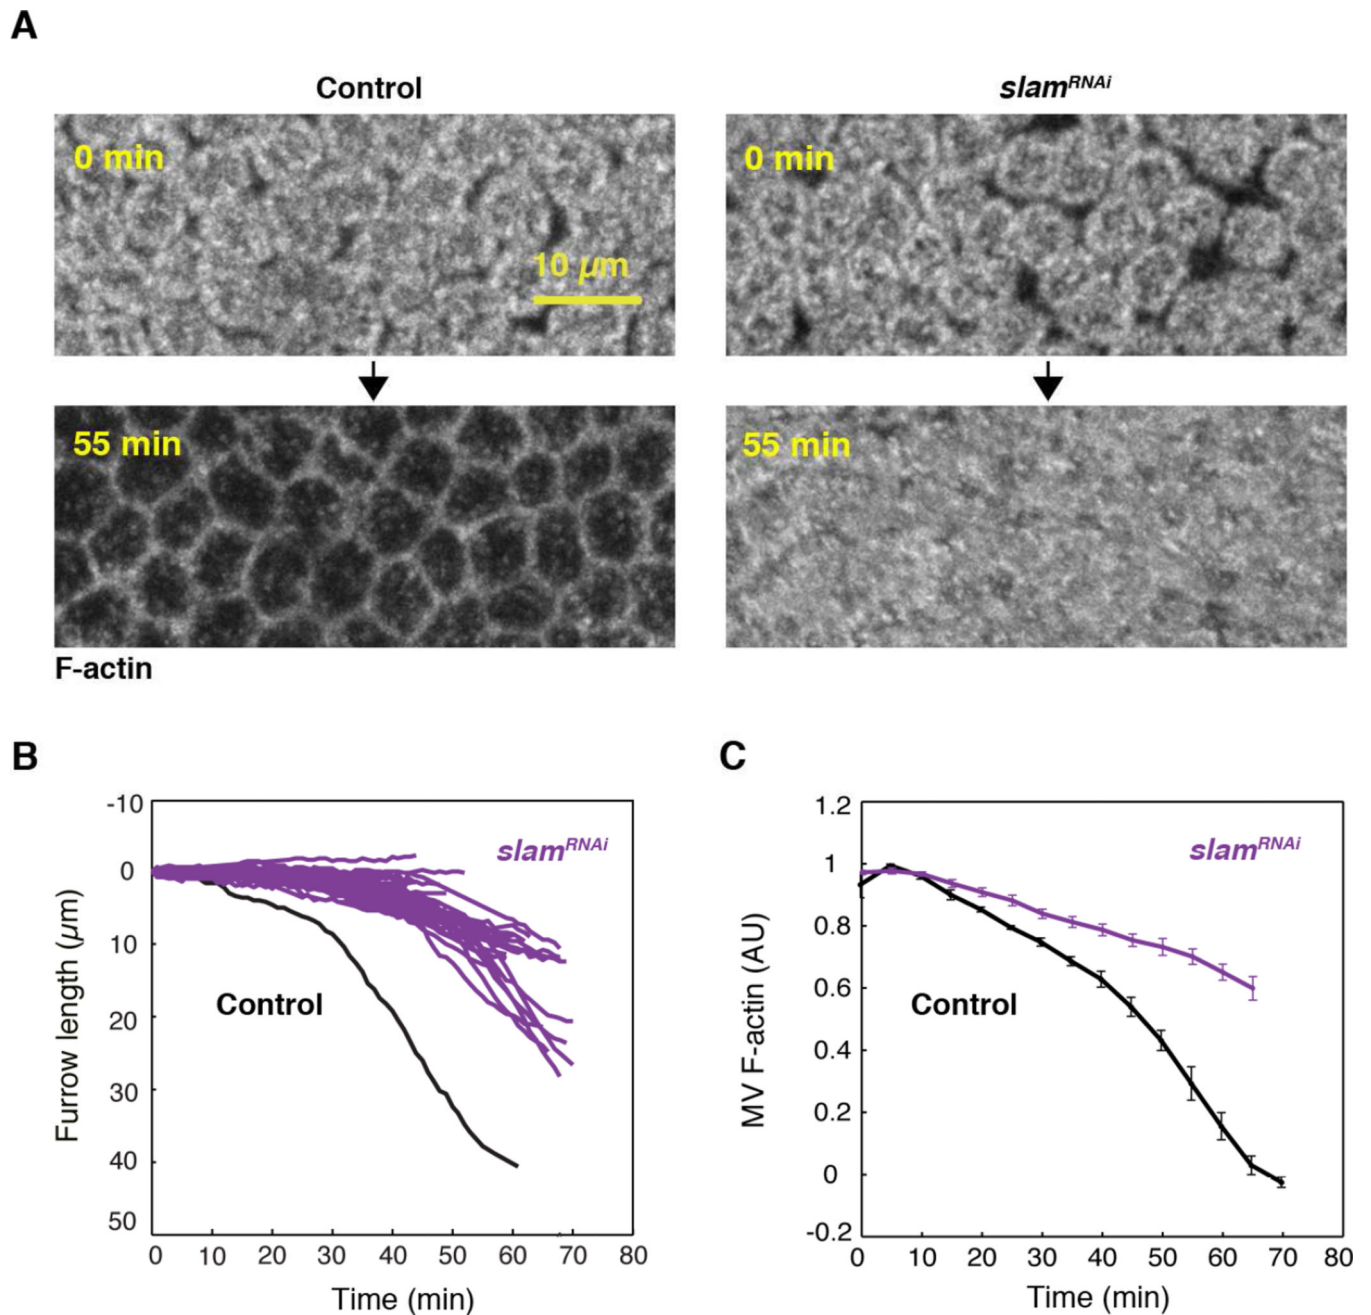 A
Control
slamRNAi
0 min
0 min
10 µm
55 min
55 min
F-actin
B
C
-10
0
10
20
30
40
50
Furrow length (µm)
slamRNAi
Control
0 10 20 30 40 50 60 70 80
Time (min)
1.2
1
0.8
0.6
0.4
0.2
0
-0.2
MV F-actin (AU)
slamRNAi
Control
0 10 20 30 40 50 60 70 80
Time (min)